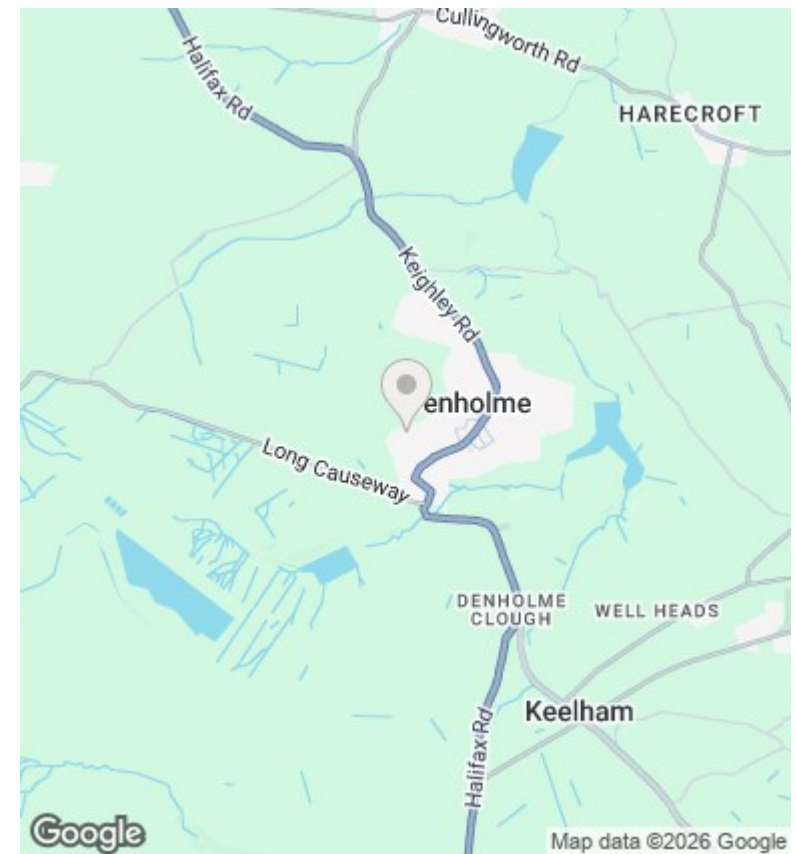 Cullingworth Rd
Halifax Rd
HARECROFT
Keighley Rd
enholme
Long Causeway
DENHOLME
CLOUGH
WELL HEADS
Keelham
Halifax Rd
Google
Map data ©2026 Google